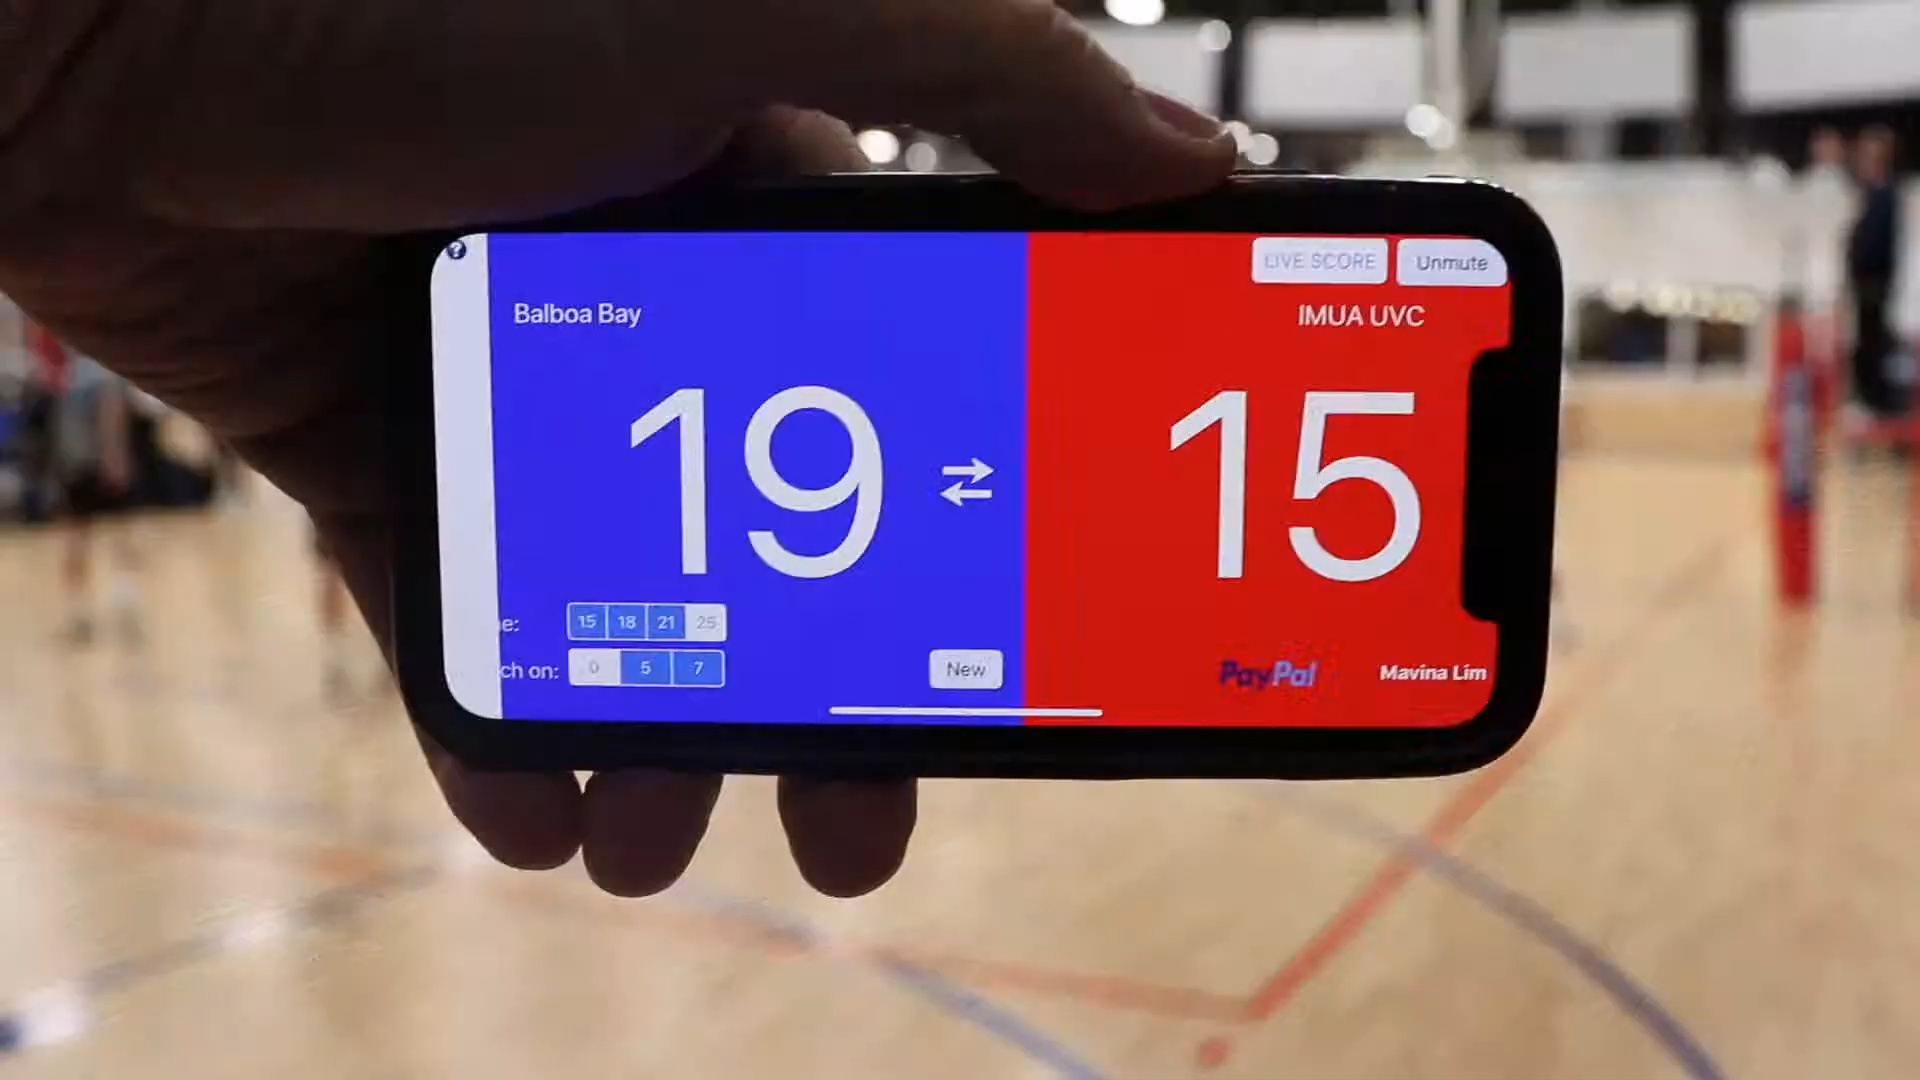 ?
LIVE SCORE Unmute
Balboa Bay IMUA UVC
19 15
e: 15 18 21 25
ch on: 0 5 7
New
PayPal Mavina Lim